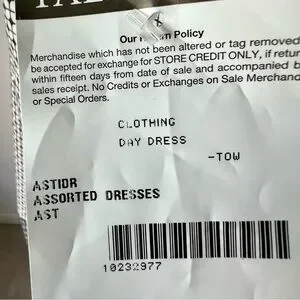 Our Policy
Merchandise which has not been altered or tag removed
be accepted for exchange for STORE CREDIT ONLY, if retur
within fifteen days from date of sale and accompanied b
sales receipt. No Credits or Exchanges on Sale Merchand
or Special Orders.
CLOTHING
DAY DRESS
-TOW
ASTIDR
ASSORTED DRESSES
AST
10232977